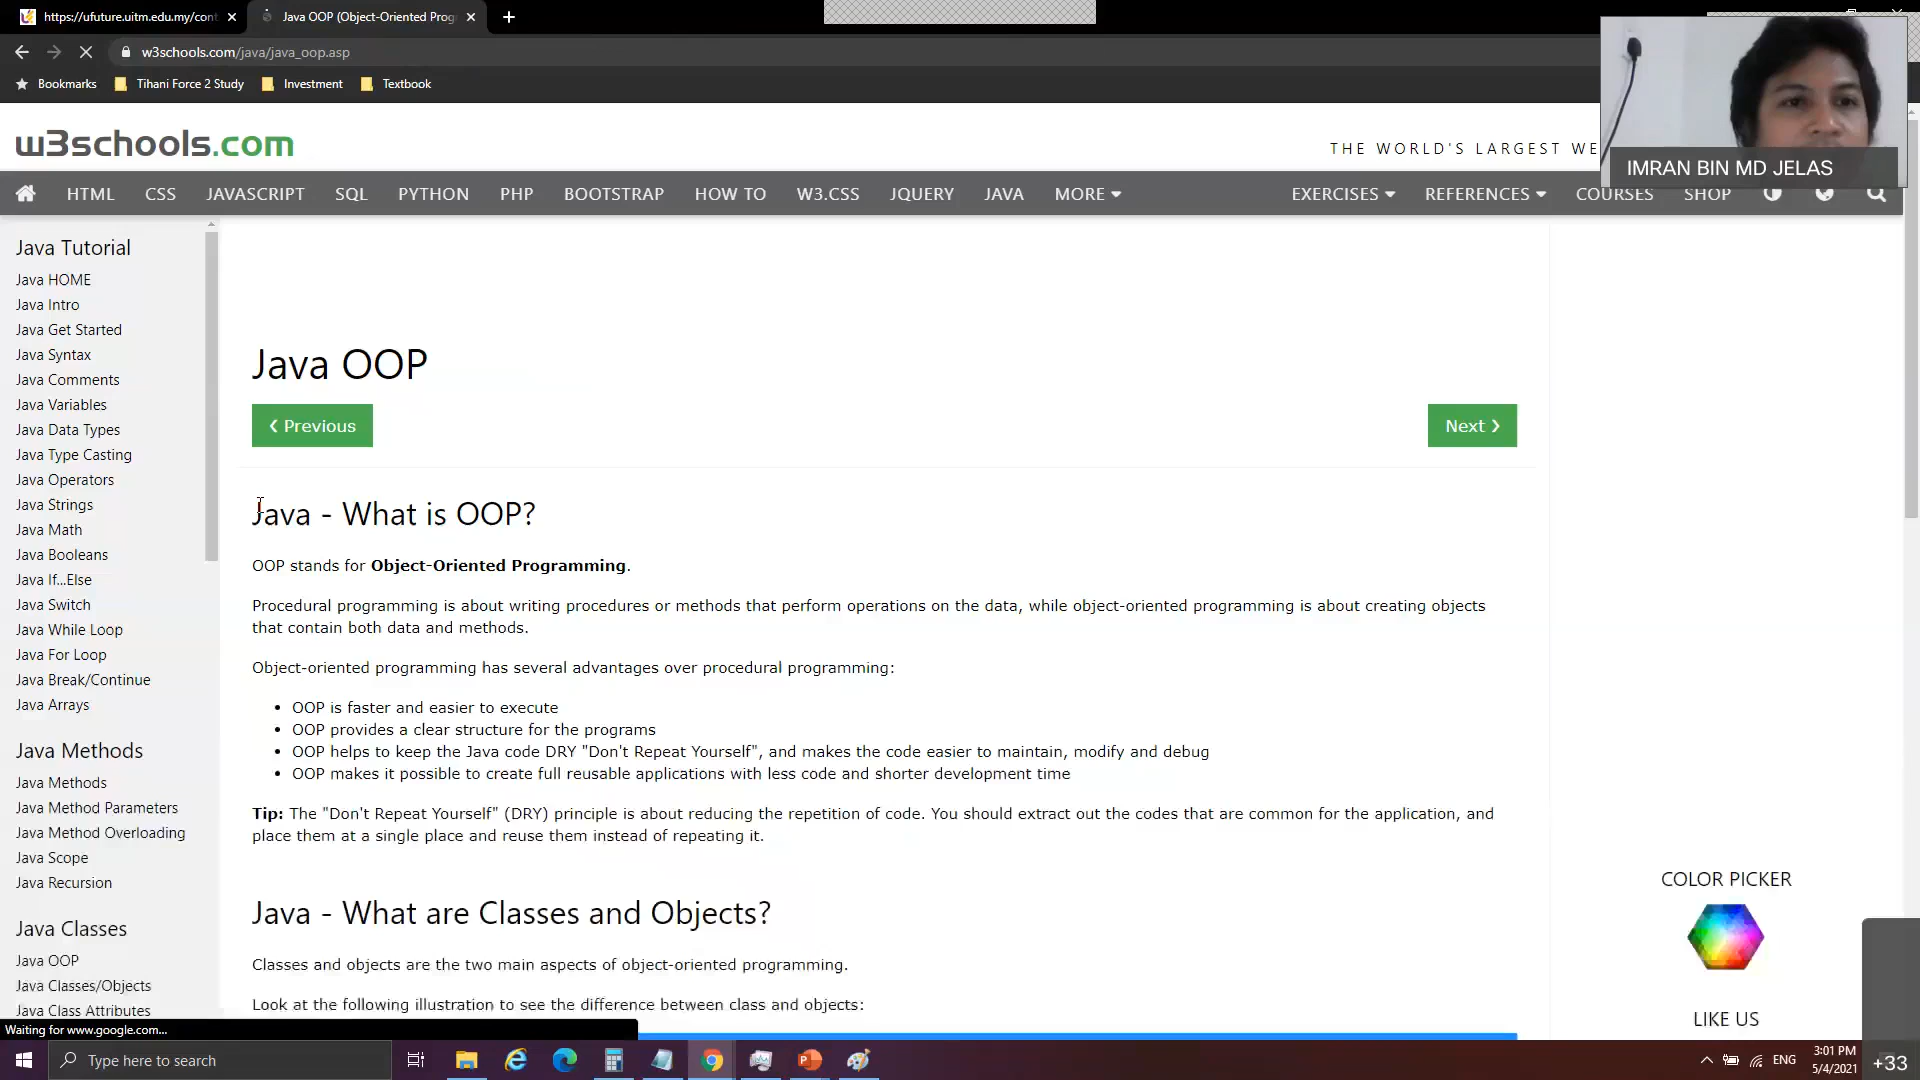 https://ufuture.uitm.edu.my/cont
Java OOP (Object-Oriented Prog
w3schools.com/java/java_oop.asp
Bookmarks
Tihani Force 2 Study
Investment
Textbook
IMRAN BIN MD JELAS
w3schools.com
THE WORLD'S LARGEST WE
HTML
CSS
JAVASCRIPT
SQL
PYTHON
PHP
BOOTSTRAP
HOW TO
W3.CSS
JQUERY
JAVA
MORE
EXERCISES
REFERENCES
COURSES
SHOP
Java Tutorial
Java HOME
Java Intro
Java Get Started
Java Syntax
Java Comments
Java Variables
Java Data Types
Java Type Casting
Java Operators
Java Strings
Java Math
Java Booleans
Java If...Else
Java Switch
Java While Loop
Java For Loop
Java Break/Continue
Java Arrays
Java Methods
Java Methods
Java Method Parameters
Java Method Overloading
Java Scope
Java Recursion
Java Classes
Java OOP
Java Classes/Objects
Java Class Attributes
Java OOP
❮ Previous
Next ❯
Java - What is OOP?
OOP stands for Object-Oriented Programming.
Procedural programming is about writing procedures or methods that perform operations on the data, while object-oriented programming is about creating objects
that contain both data and methods.
Object-oriented programming has several advantages over procedural programming:
• OOP is faster and easier to execute
• OOP provides a clear structure for the programs
• OOP helps to keep the Java code DRY "Don't Repeat Yourself", and makes the code easier to maintain, modify and debug
• OOP makes it possible to create full reusable applications with less code and shorter development time
Tip: The "Don't Repeat Yourself" (DRY) principle is about reducing the repetition of code. You should extract out the codes that are common for the application, and
place them at a single place and reuse them instead of repeating it.
Java - What are Classes and Objects?
Classes and objects are the two main aspects of object-oriented programming.
Look at the following illustration to see the difference between class and objects:
COLOR PICKER
LIKE US
Waiting for www.google.com...
Type here to search
ENG
3:01 PM
5/4/2021
+33